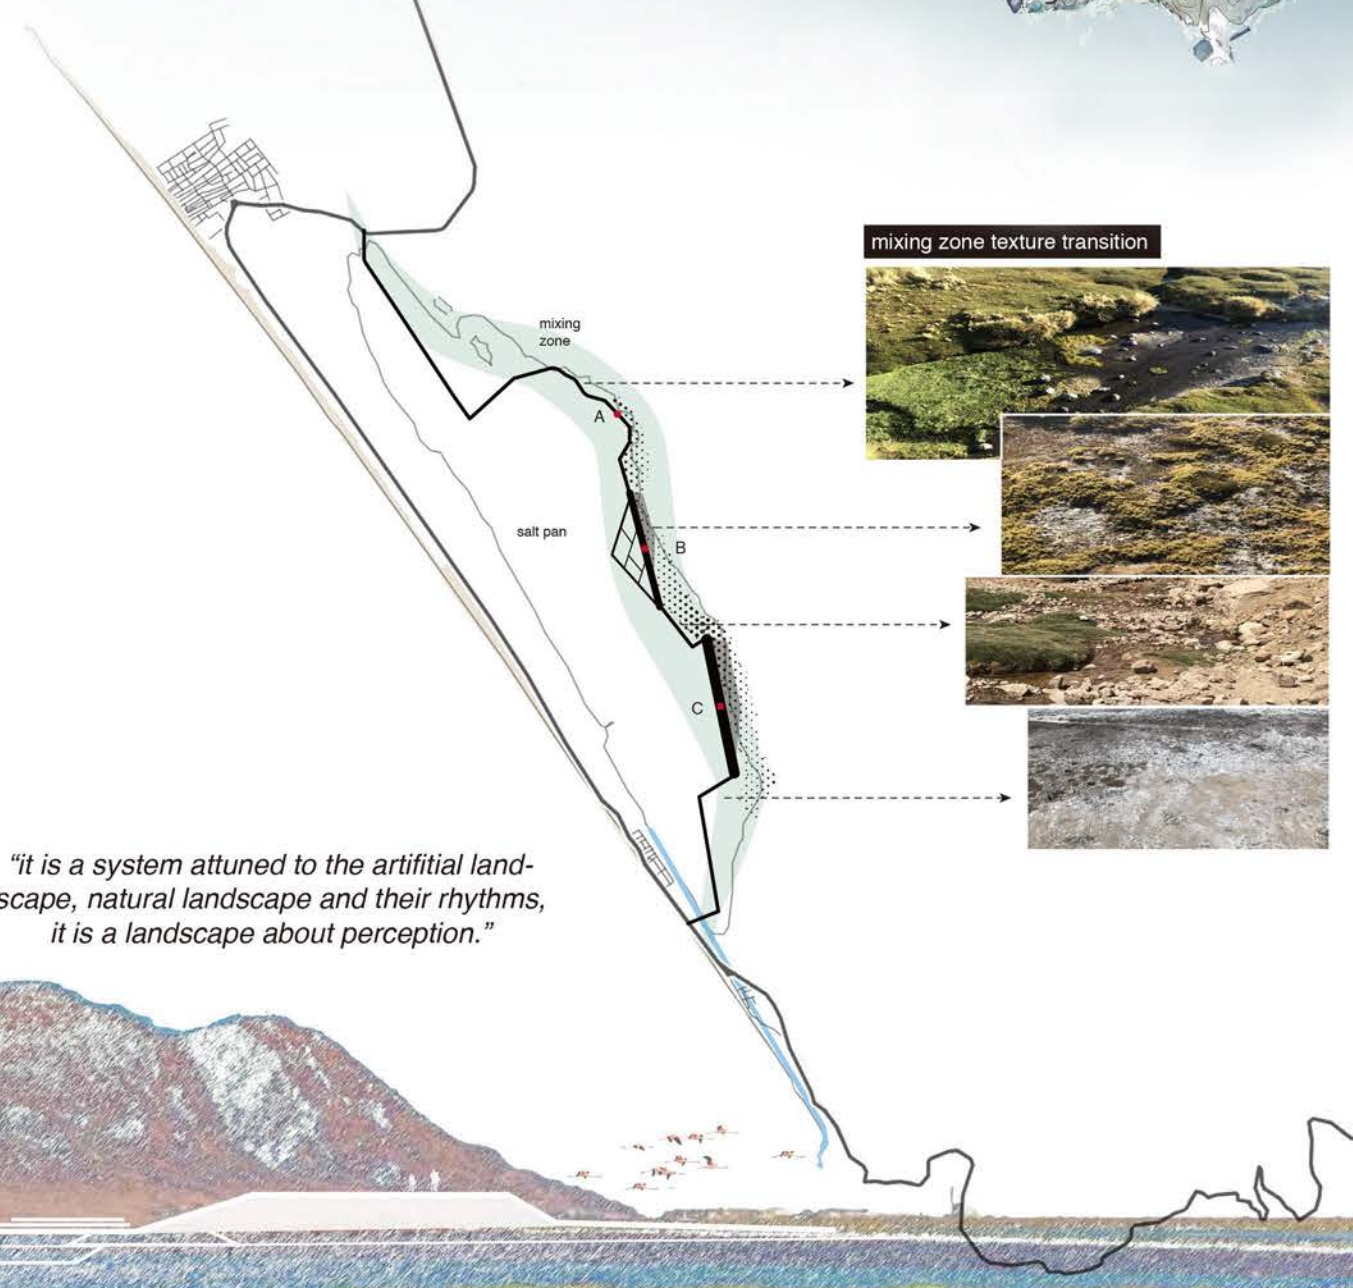 mixing zone texture transition
mixing
zone
A
salt pan
B
C
“it is a system attuned to the artifitial land-
scape, natural landscape and their rhythms,
it is a landscape about perception.”